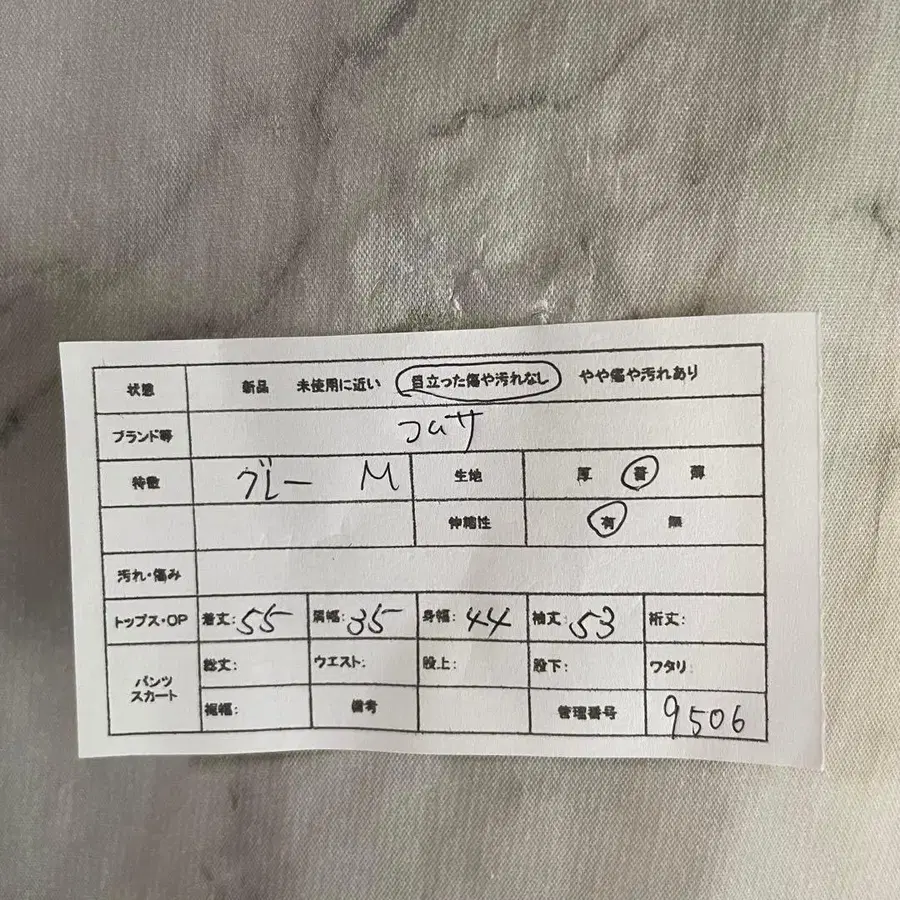 状態 新品 未使用に近い 目立った傷や汚れなし やや傷や汚れあり
ブランド等 コムサ
特徴 グレー M 生地 厚 普 薄
伸縮性 有 無
汚れ・傷み
トップス・OP 着丈: 55 肩幅: 35 身幅: 44 袖丈: 53 裄丈:
パンツ スカート 総丈: ウエスト: 股上: 股下: ワタリ:
裾幅: 備考 管理番号 9506